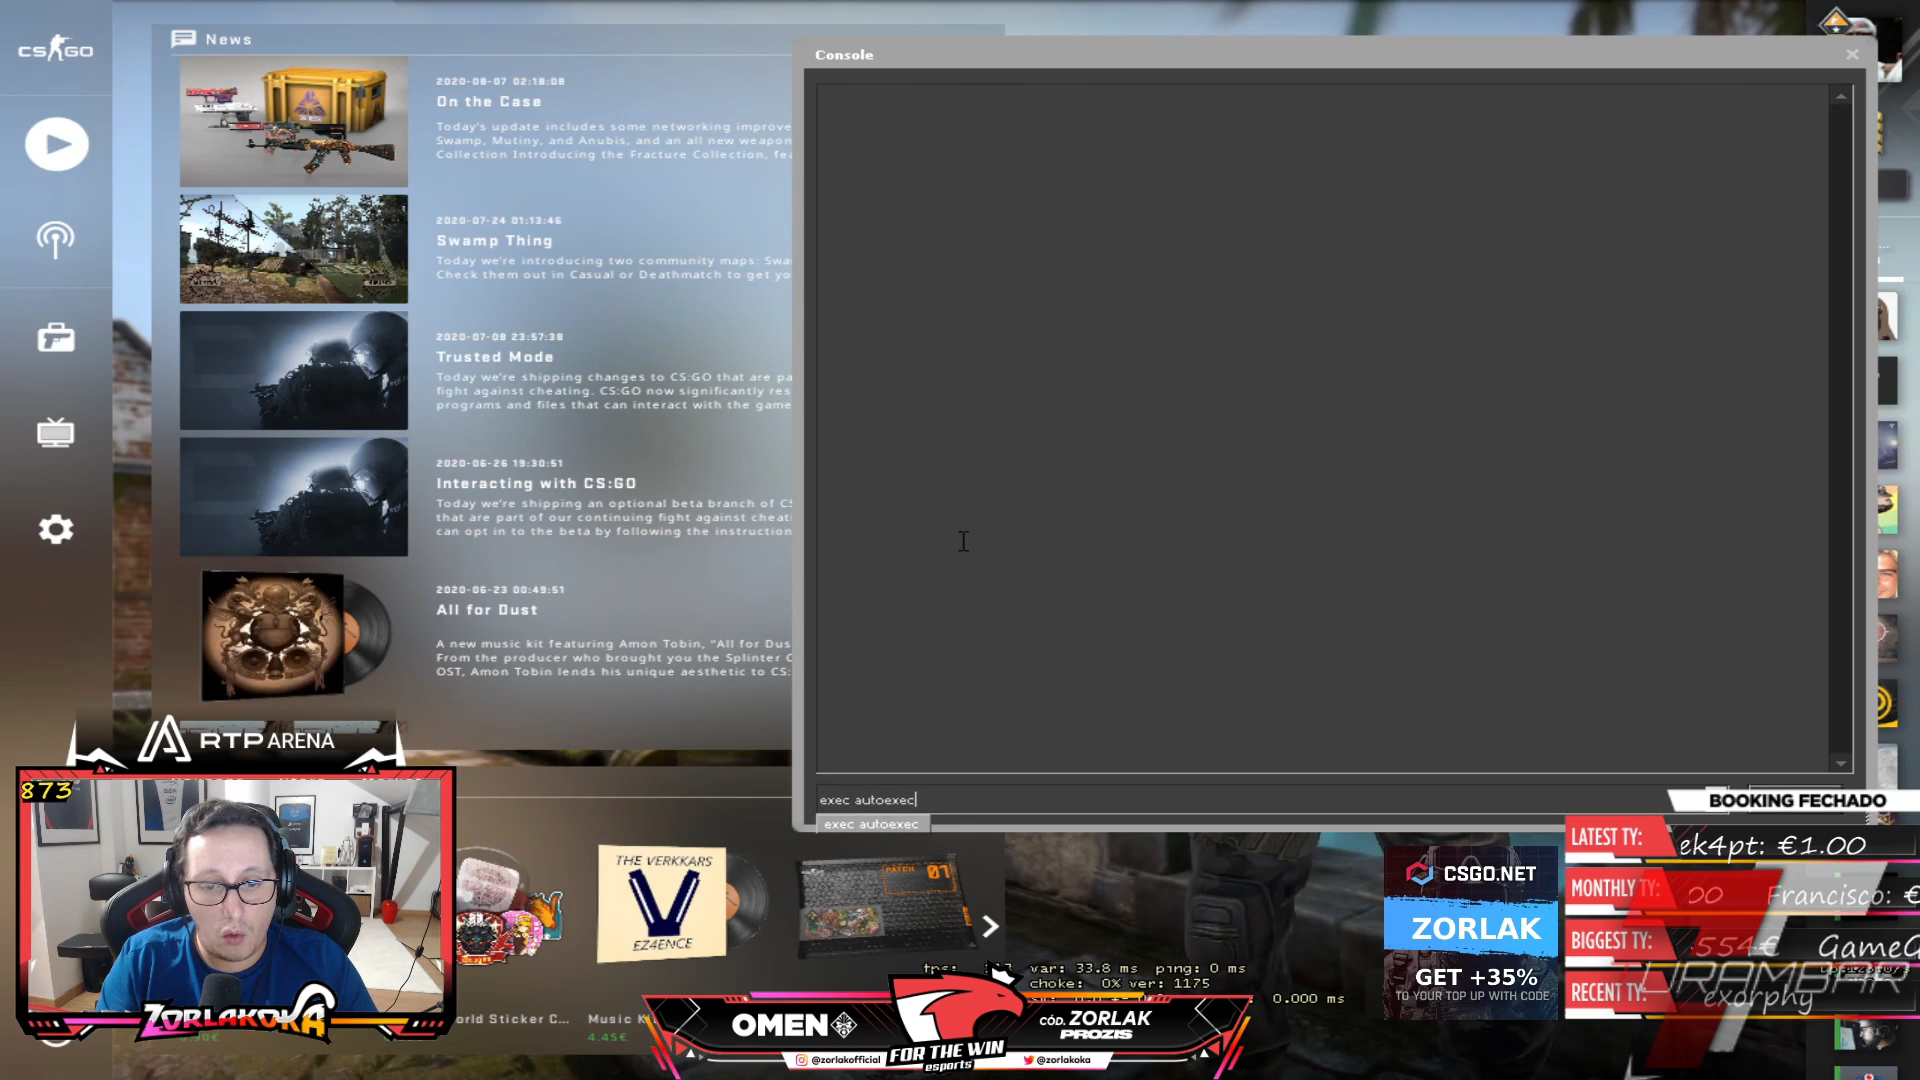 CS GO
News
2020-08-07 02:18:08
On the Case
Today's update includes some networking improve
Swamp, Mutiny, and Anubis, and an all new weapon
Collection Introducing the Fracture Collection, fea
2020-07-24 01:13:46
Swamp Thing
Today we're introducing two community maps: Swa
Check them out in Casual or Deathmatch to get yo
2020-07-08 23:57:38
Trusted Mode
Today we're shipping changes to CS:GO that are pa
fight against cheating. CS:GO now significantly res
programs and files that can interact with the game
2020-06-26 19:30:51
Interacting with CS:GO
Today we're shipping an optional beta branch of CS
that are part of our continuing fight against cheati
can opt in to the beta by following the instruction
2020-06-23 00:49:51
All for Dust
A new music kit featuring Amon Tobin, "All for Dus
From the producer who brought you the Splinter C
OST, Amon Tobin lends his unique aesthetic to CS:
Console
exec autoexec
exec autoexec
RTP ARENA
873
ZORLAKOKA
THE VERKKARS
EZ4ENCE
PATCH 01
orld Sticker C...
Music K
4.45€
fps:
var: 33.8 ms ping: 0 ms
choke: 0% ver: 1175
0.000 ms
OMEN
FOR THE WIN
esports
CÓD. ZORLAK
PROZIS
@zorlakofficial
@zorlakoka
CSGO.NET
ZORLAK
GET +35%
TO YOUR TOP UP WITH CODE
BOOKING FECHADO
LATEST TY:
ek4pt: €1.00
MONTHLY TY:
00 Francisco: €
BIGGEST TY:
554€ GameG
RECENT TY:
exorphy